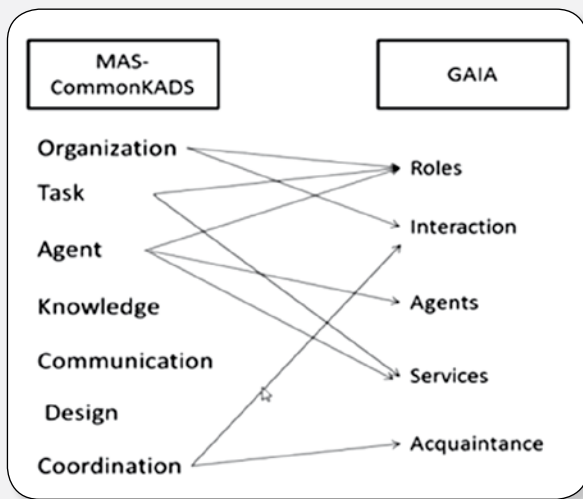 MAS-
CommonKADS
Organization
Task
Agent
Knowledge
Communication
Design
Coordination
GAIA
Roles
Interaction
Agents
Services
Acquaintance